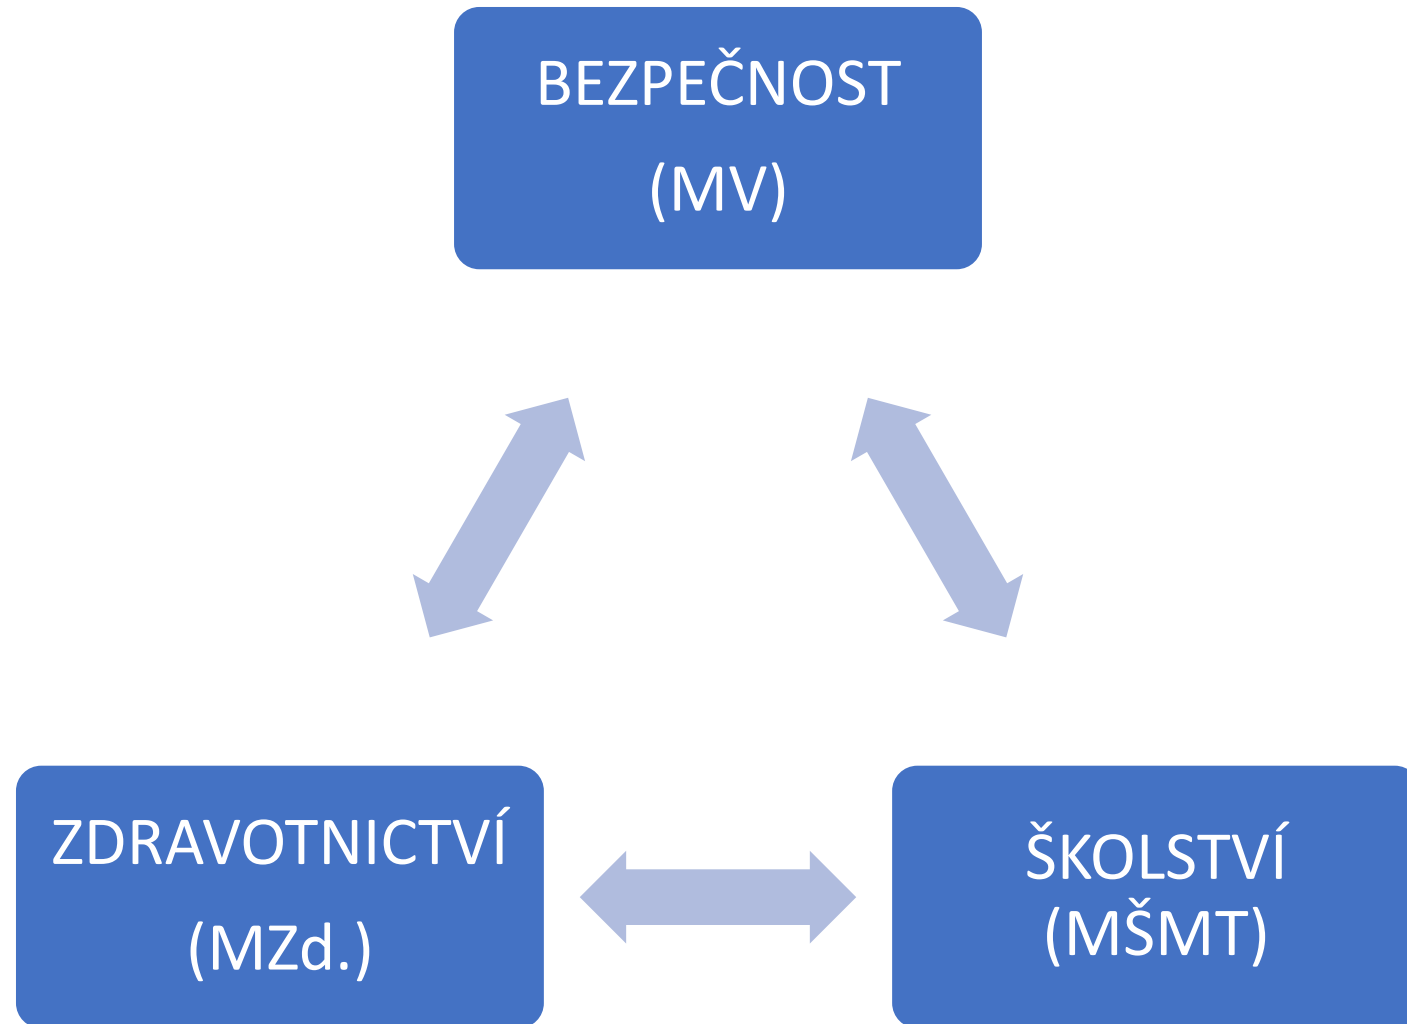 BEZPEČNOST
(MV)
ZDRAVOTNICTVÍ
(MZd.)
ŠKOLSTVÍ
(MŠMT)